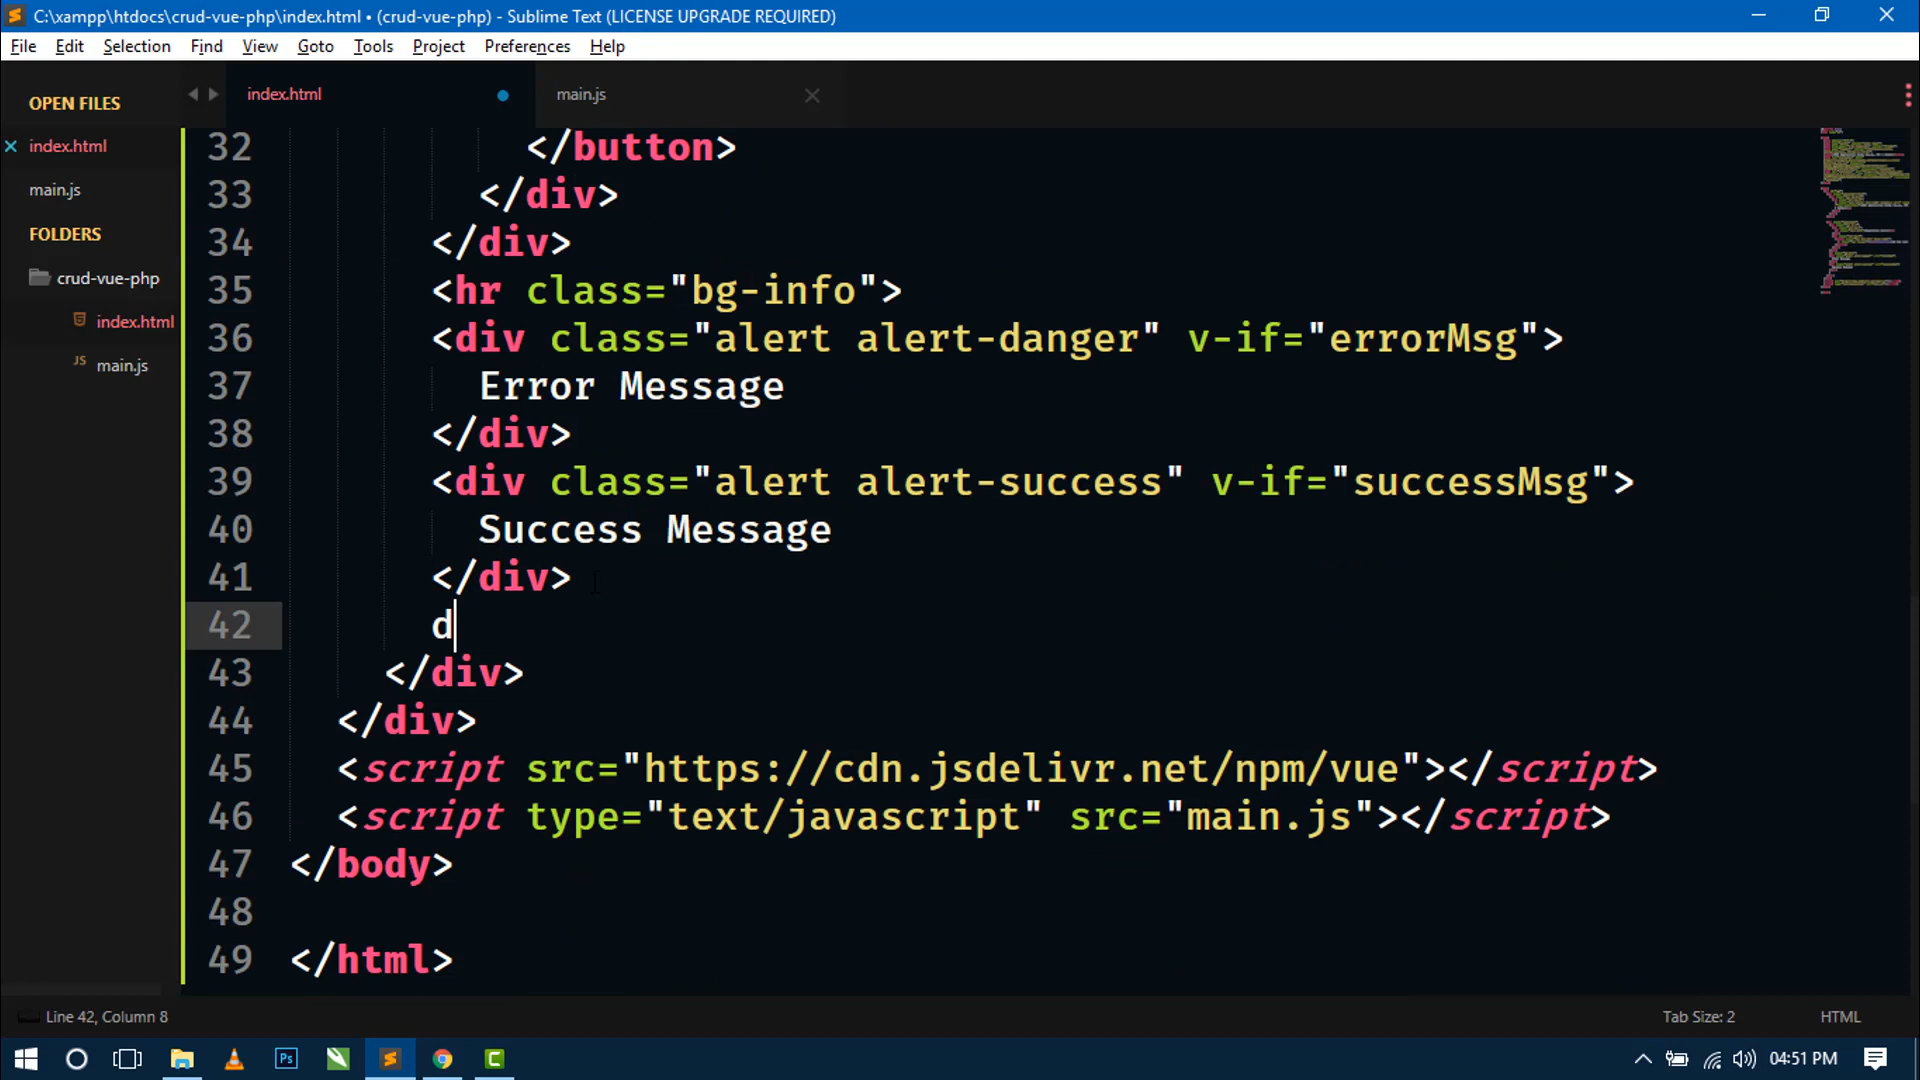 C:\xampp\htdocs\crud-vue-php\index.html • (crud-vue-php) - Sublime Text (LICENSE UPGRADE REQUIRED)
File Edit Selection Find View Goto Tools Project Preferences Help
OPEN FILES
index.html
main.js
FOLDERS
crud-vue-php
index.html
main.js
index.html main.js
32 </button>
33 </div>
34 </div>
35 <hr class="bg-info">
36 <div class="alert alert-danger" v-if="errorMsg">
37 Error Message
38 </div>
39 <div class="alert alert-success" v-if="successMsg">
40 Success Message
41 </div>
42 d
43 </div>
44 </div>
45 <script src="https://cdn.jsdelivr.net/npm/vue"></script>
46 <script type="text/javascript" src="main.js"></script>
47 </body>
48
49 </html>
Line 42, Column 8 Tab Size: 2 HTML
Ps 04:51 PM